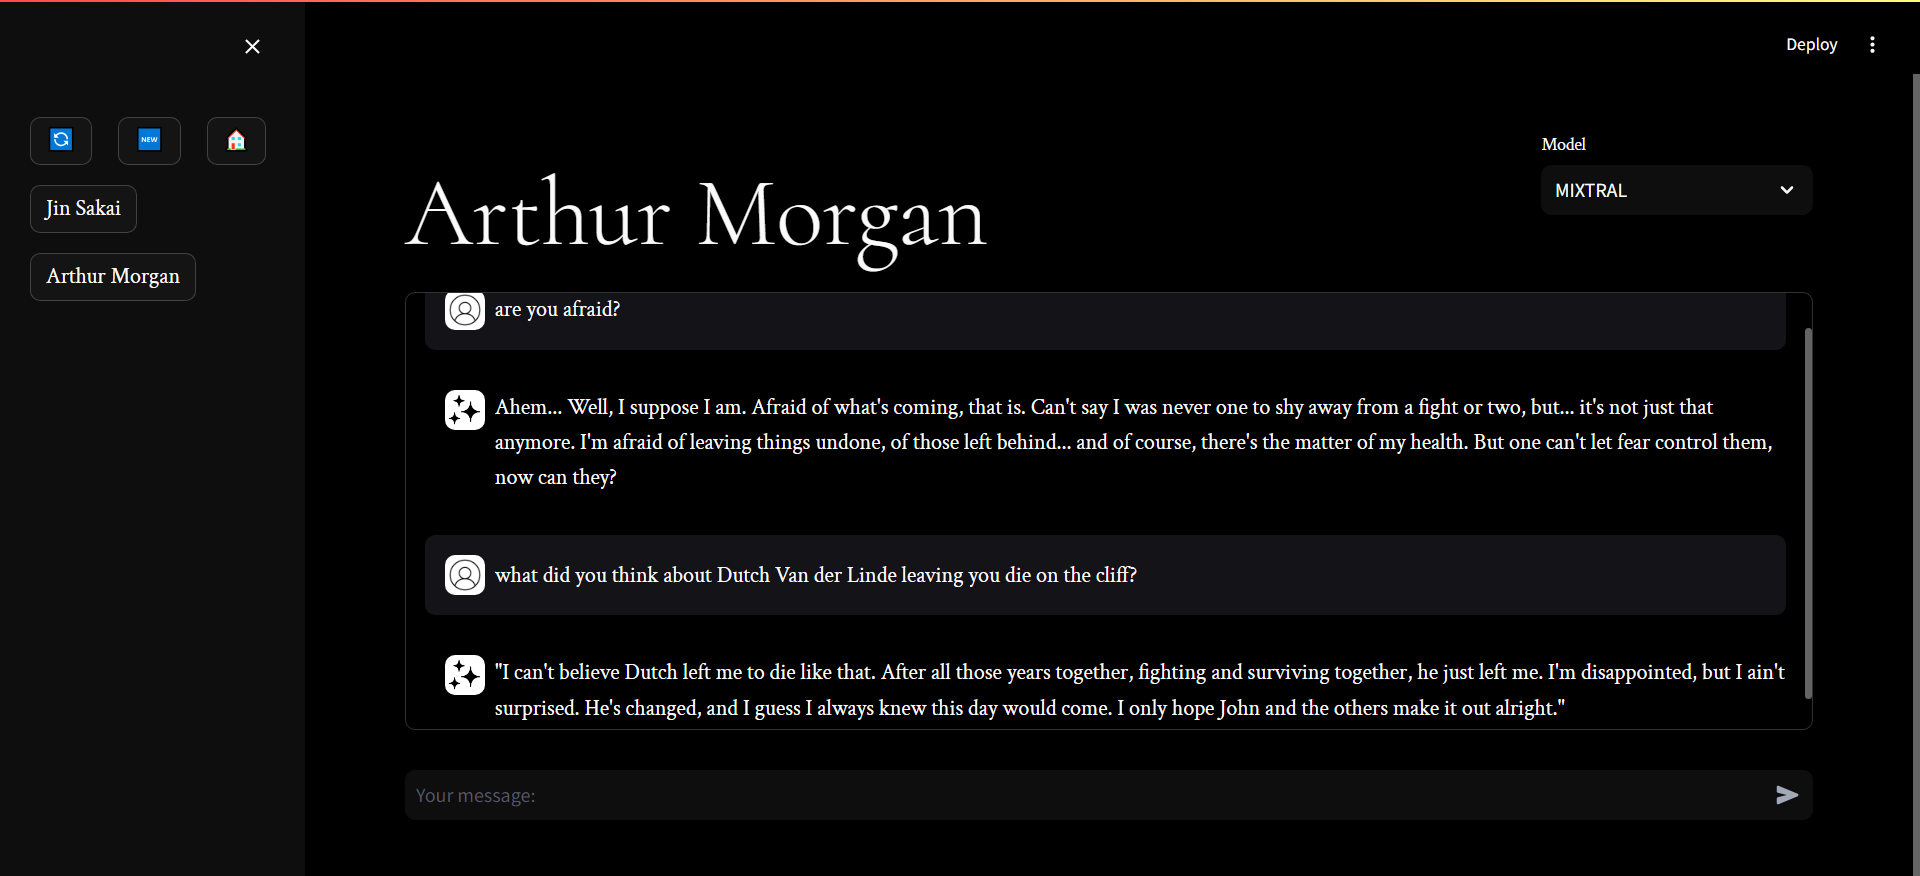 Deploy
NEW
Jin Sakai
Arthur Morgan
Model
MIXTRAL
Arthur Morgan
are you afraid?
Ahem... Well, I suppose I am. Afraid of what's coming, that is. Can't say I was never one to shy away from a fight or two, but... it's not just that
anymore. I'm afraid of leaving things undone, of those left behind... and of course, there's the matter of my health. But one can't let fear control them,
now can they?
what did you think about Dutch Van der Linde leaving you die on the cliff?
"I can't believe Dutch left me to die like that. After all those years together, fighting and surviving together, he just left me. I'm disappointed, but I ain't
surprised. He's changed, and I guess I always knew this day would come. I only hope John and the others make it out alright."
Your message: